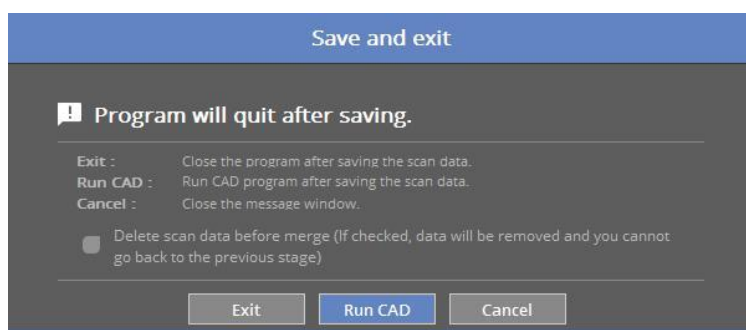 Save and exit
Program will quit after saving.
Exit : Close the program after saving the scan data.
Run CAD : Run CAD program after saving the scan data.
Cancel : Close the message window.
Delete scan data before merge (If checked, data will be removed and you cannot
go back to the previous stage)
Exit Run CAD Cancel